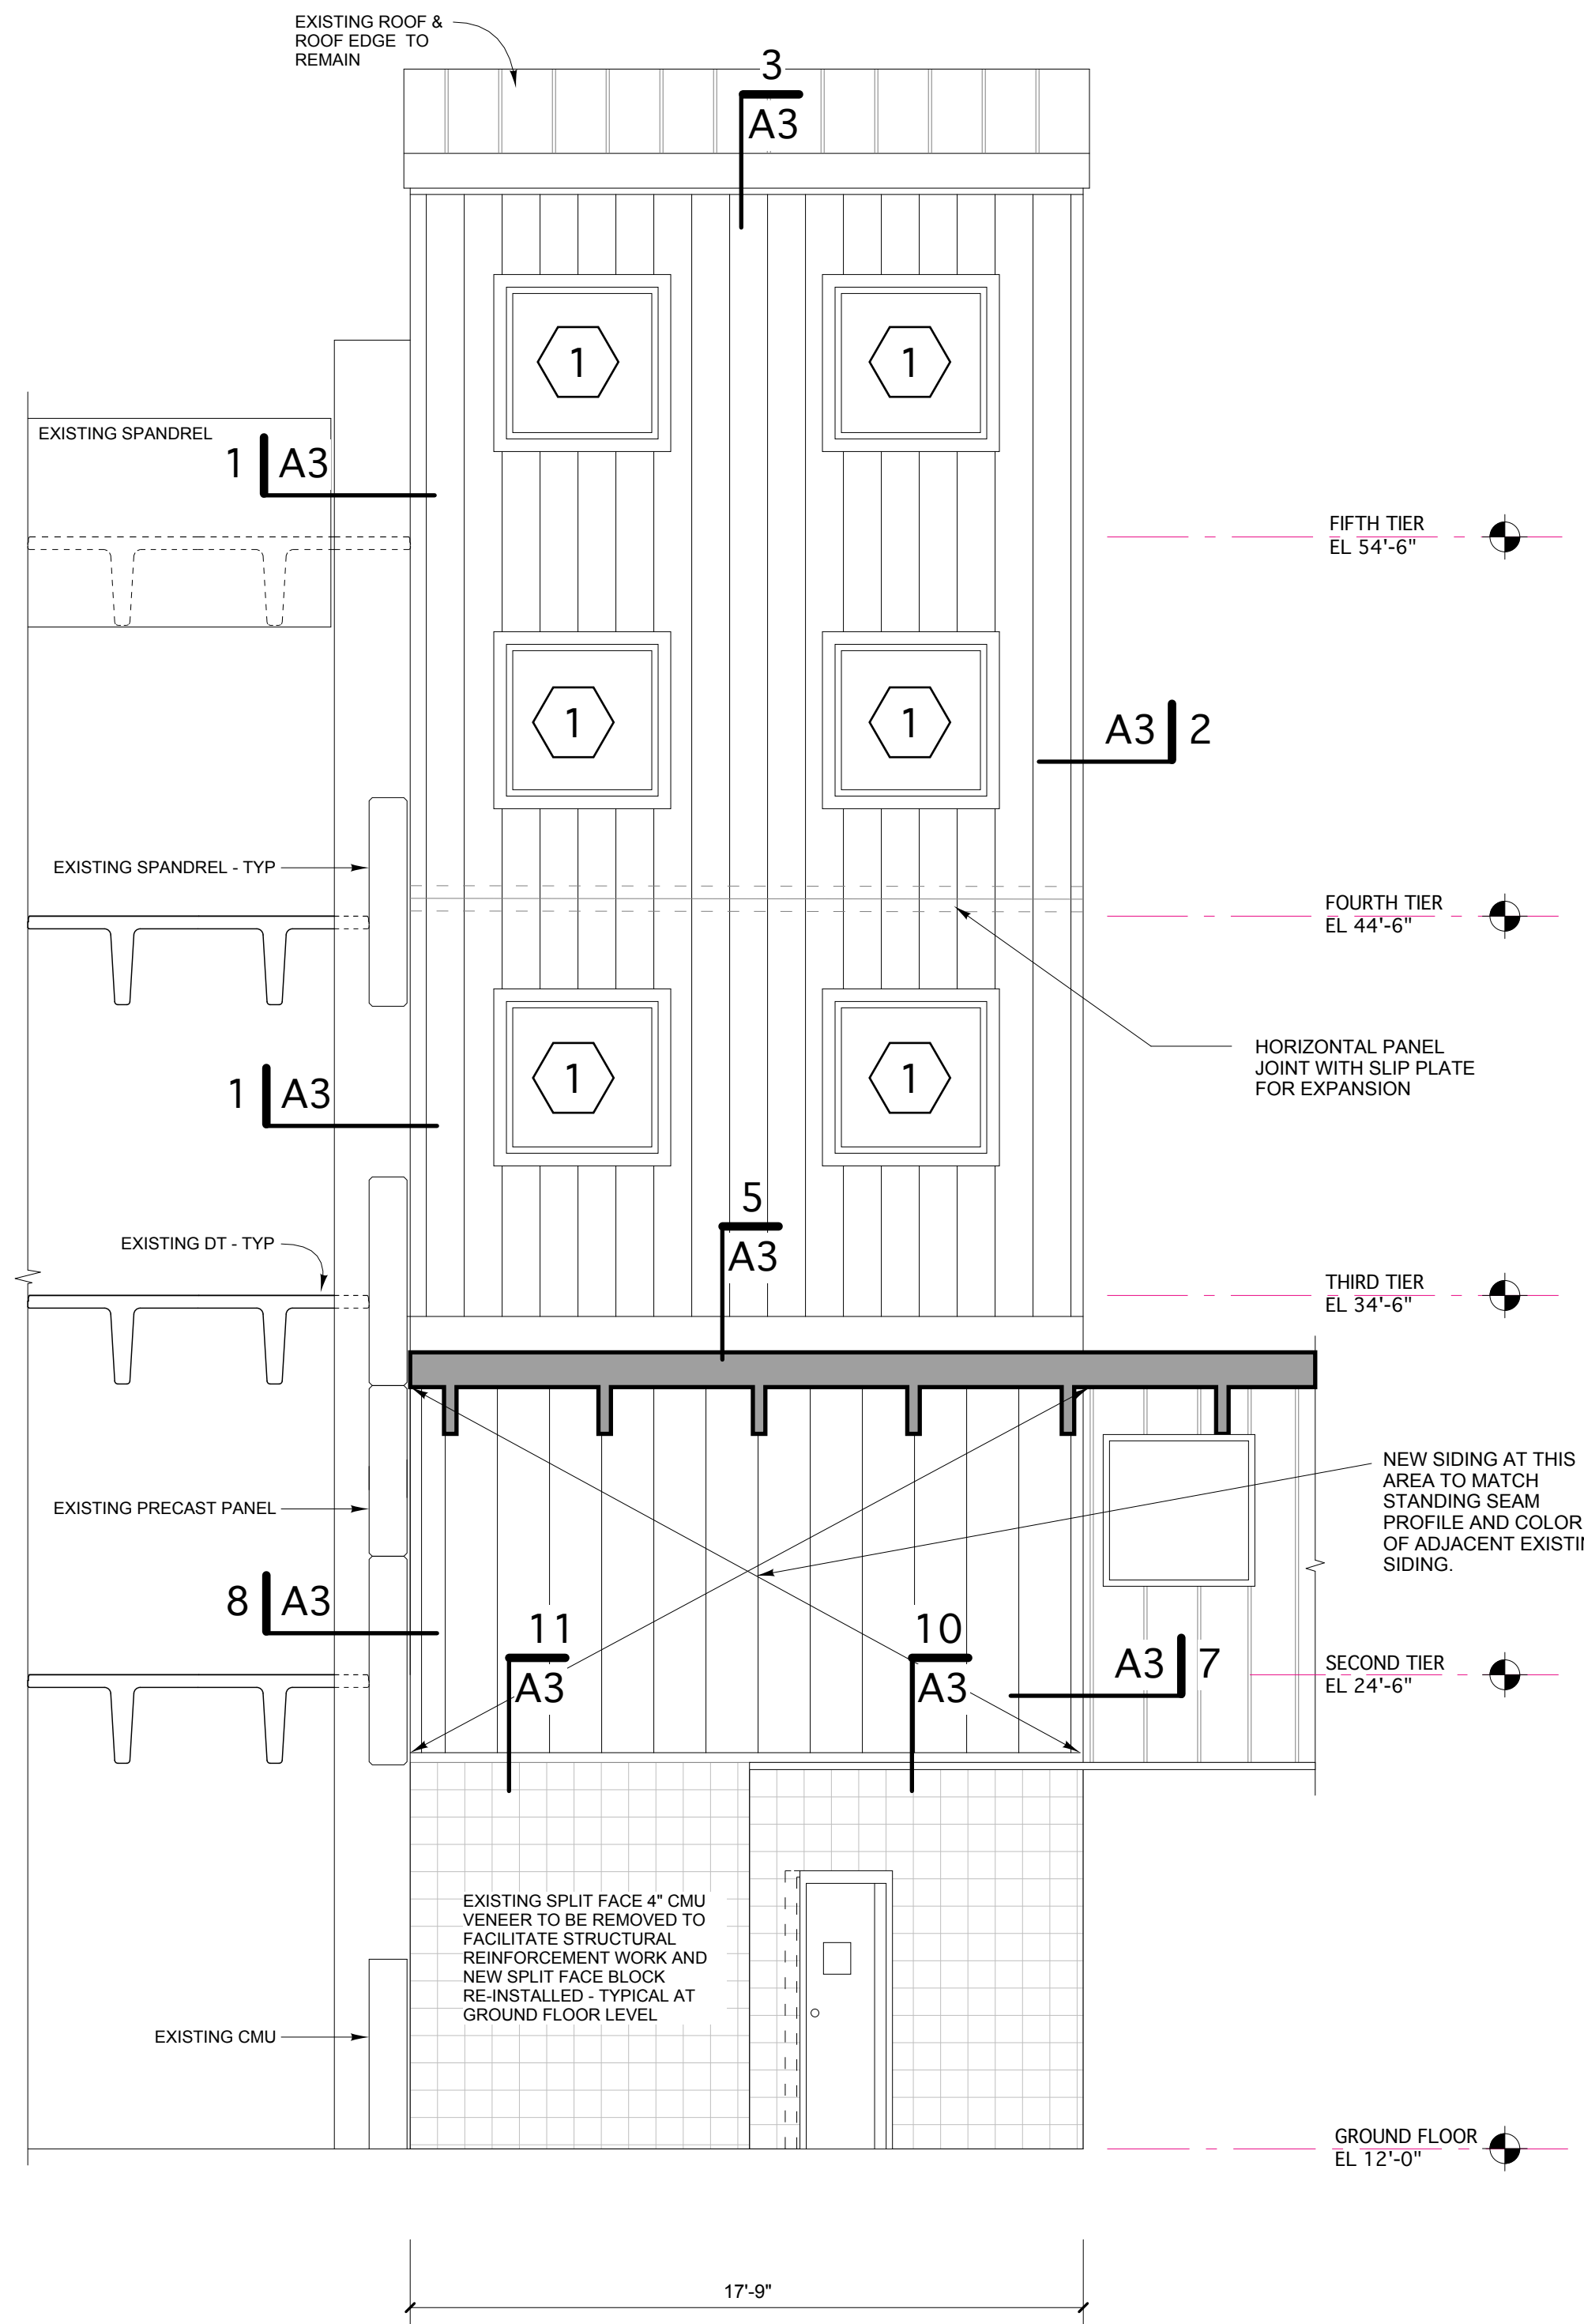 EXISTING ROOF &
ROOF EDGE TO
REMAIN
3
A3
1
1
EXISTING SPANDREL
1
A3
FIFTH TIER
EL 54'-6"
1
1
A3
2
EXISTING SPANDREL - TYP
FOURTH TIER
EL 44'-6"
HORIZONTAL PANEL
JOINT WITH SLIP PLATE
FOR EXPANSION
1
1
1
A3
5
A3
EXISTING DT - TYP
THIRD TIER
EL 34'-6"
NEW SIDING AT THIS
AREA TO MATCH
STANDING SEAM
PROFILE AND COLOR
OF ADJACENT
SIDING.
EXISTING PRECAST PANEL
8
A3
11
A3
10
A3
A3
7
SECOND TIER
EL 24'-6"
EXISTING SPLIT FACE 4" CMU
VENEER TO BE REMOVED TO
FACILITATE STRUCTURAL
REINFORCEMENT WORK AND
NEW SPLIT FACE BLOCK
RE-INSTALLED - TYPICAL AT
GROUND FLOOR LEVEL
EXISTING CMU
GROUND FLOOR
EL 12'-0"
17'-9"